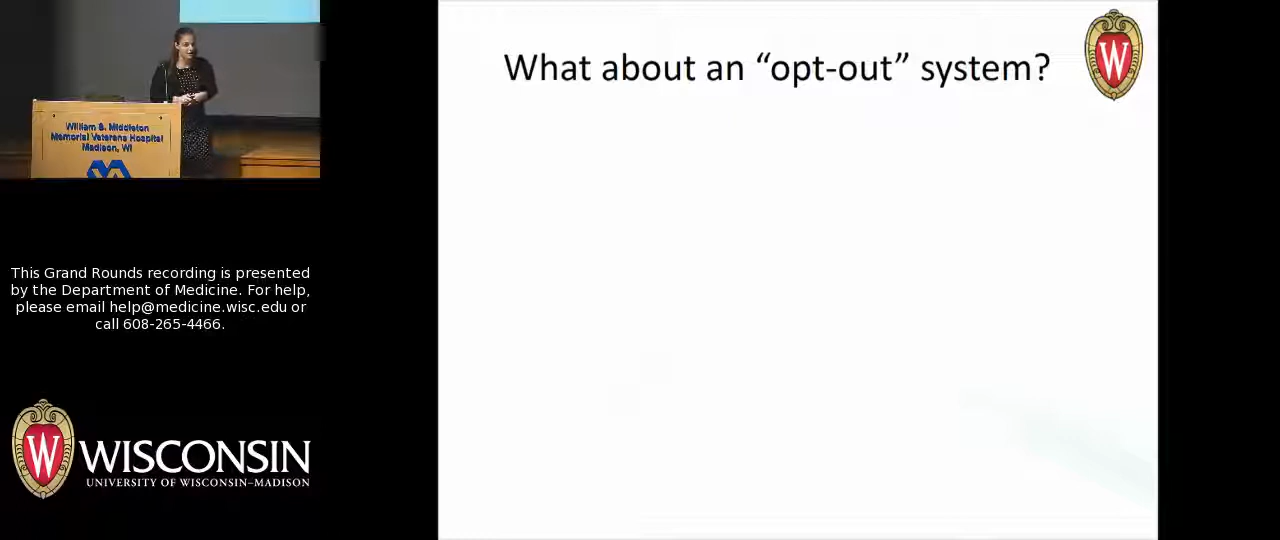 William S. Middleton
Memorial Veterans Hospital
Madison, WI
This Grand Rounds recording is presented
by the Department of Medicine. For help,
please email help@medicine.wisc.edu or
call 608-265-4466.
W WISCONSIN
UNIVERSITY OF WISCONSIN–MADISON
What about an “opt-out” system?
W